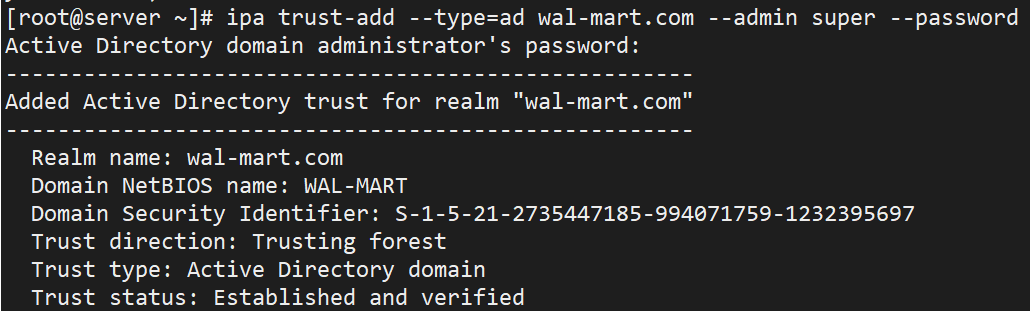 [root@server ~]# ipa trust-add --type=ad wal-mart.com --admin super --password
Active Directory domain administrator's password:
-----------------------------------------------------
Added Active Directory trust for realm "wal-mart.com"
-----------------------------------------------------
  Realm name: wal-mart.com
  Domain NetBIOS name: WAL-MART
  Domain Security Identifier: S-1-5-21-2735447185-994071759-1232395697
  Trust direction: Trusting forest
  Trust type: Active Directory domain
  Trust status: Established and verified